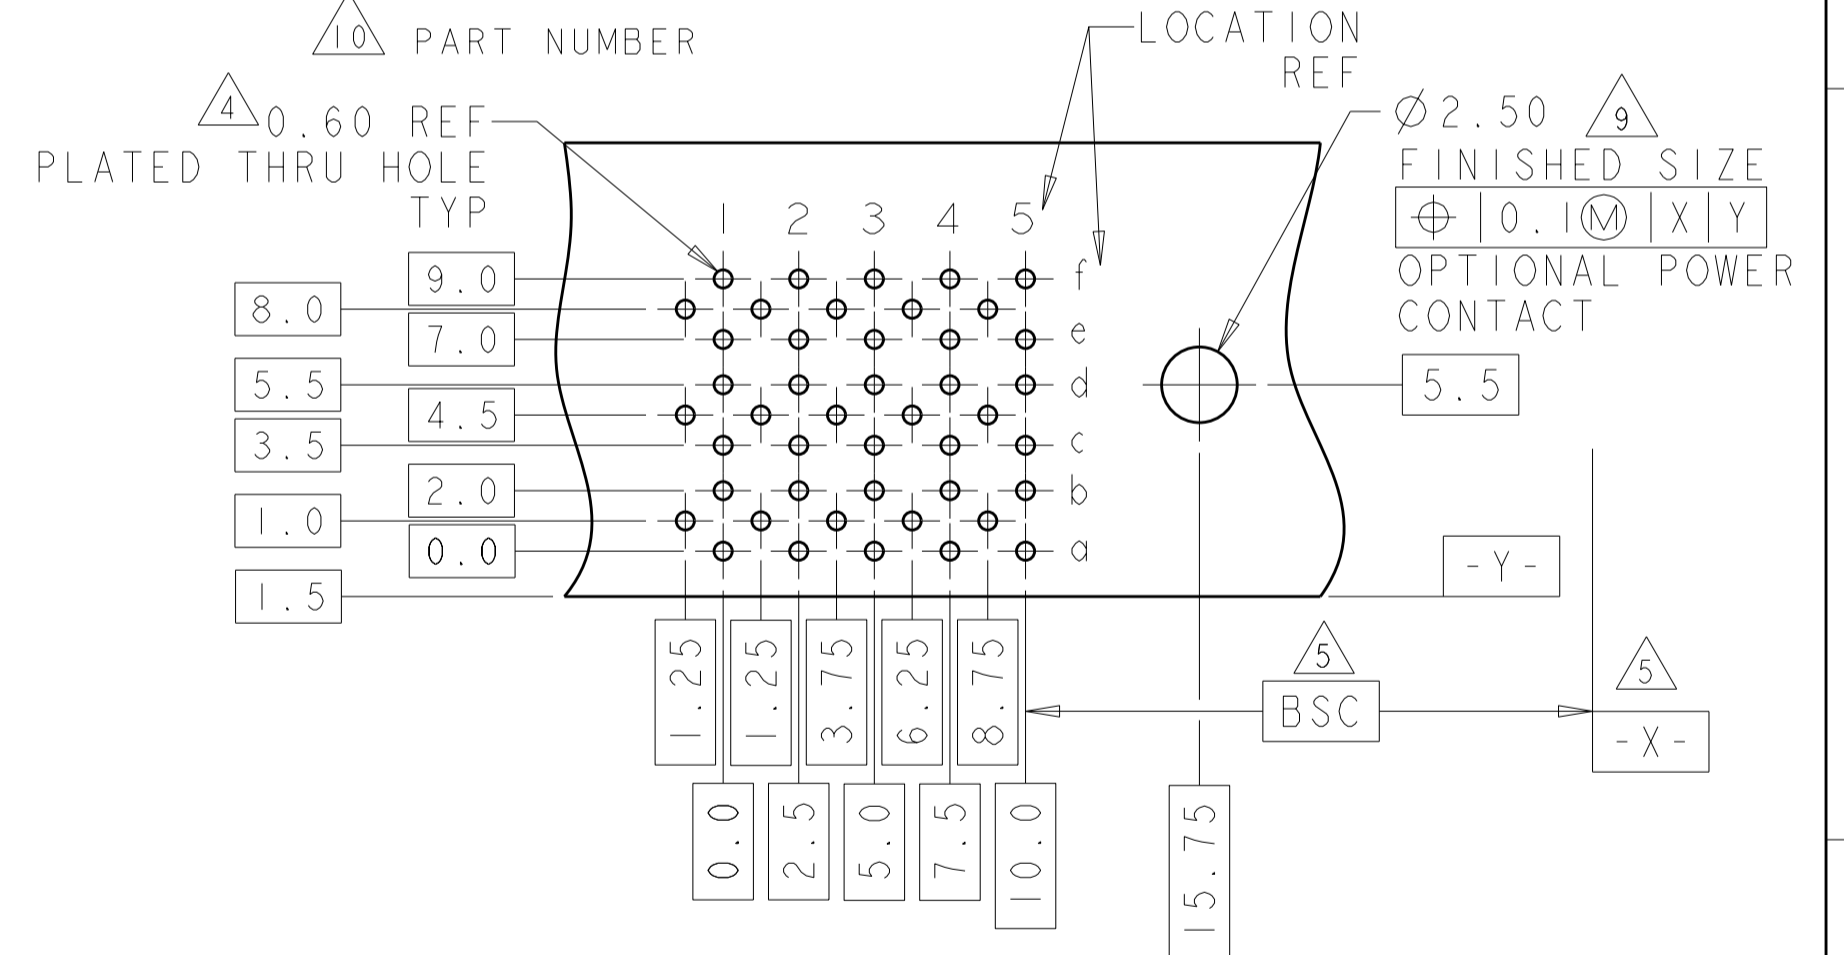 10 PART NUMBER
LOCATION
REF
4 0.60 REF
PLATED THRU HOLE
TYP
Ø2.50 9
FINISHED SIZE
⌖ 0.1 Ⓜ X Y
OPTIONAL POWER
CONTACT
1 2 3 4 5
9.0 f
8.0
7.0 e
5.5 d 5.5
4.5
3.5 c
2.0 b
1.0
0.0 a
1.5
-Y-
1.25 1.25 3.75 6.25 8.75
5
BSC
5
-X-
0.0 2.5 5.0 7.5 10.0 15.75